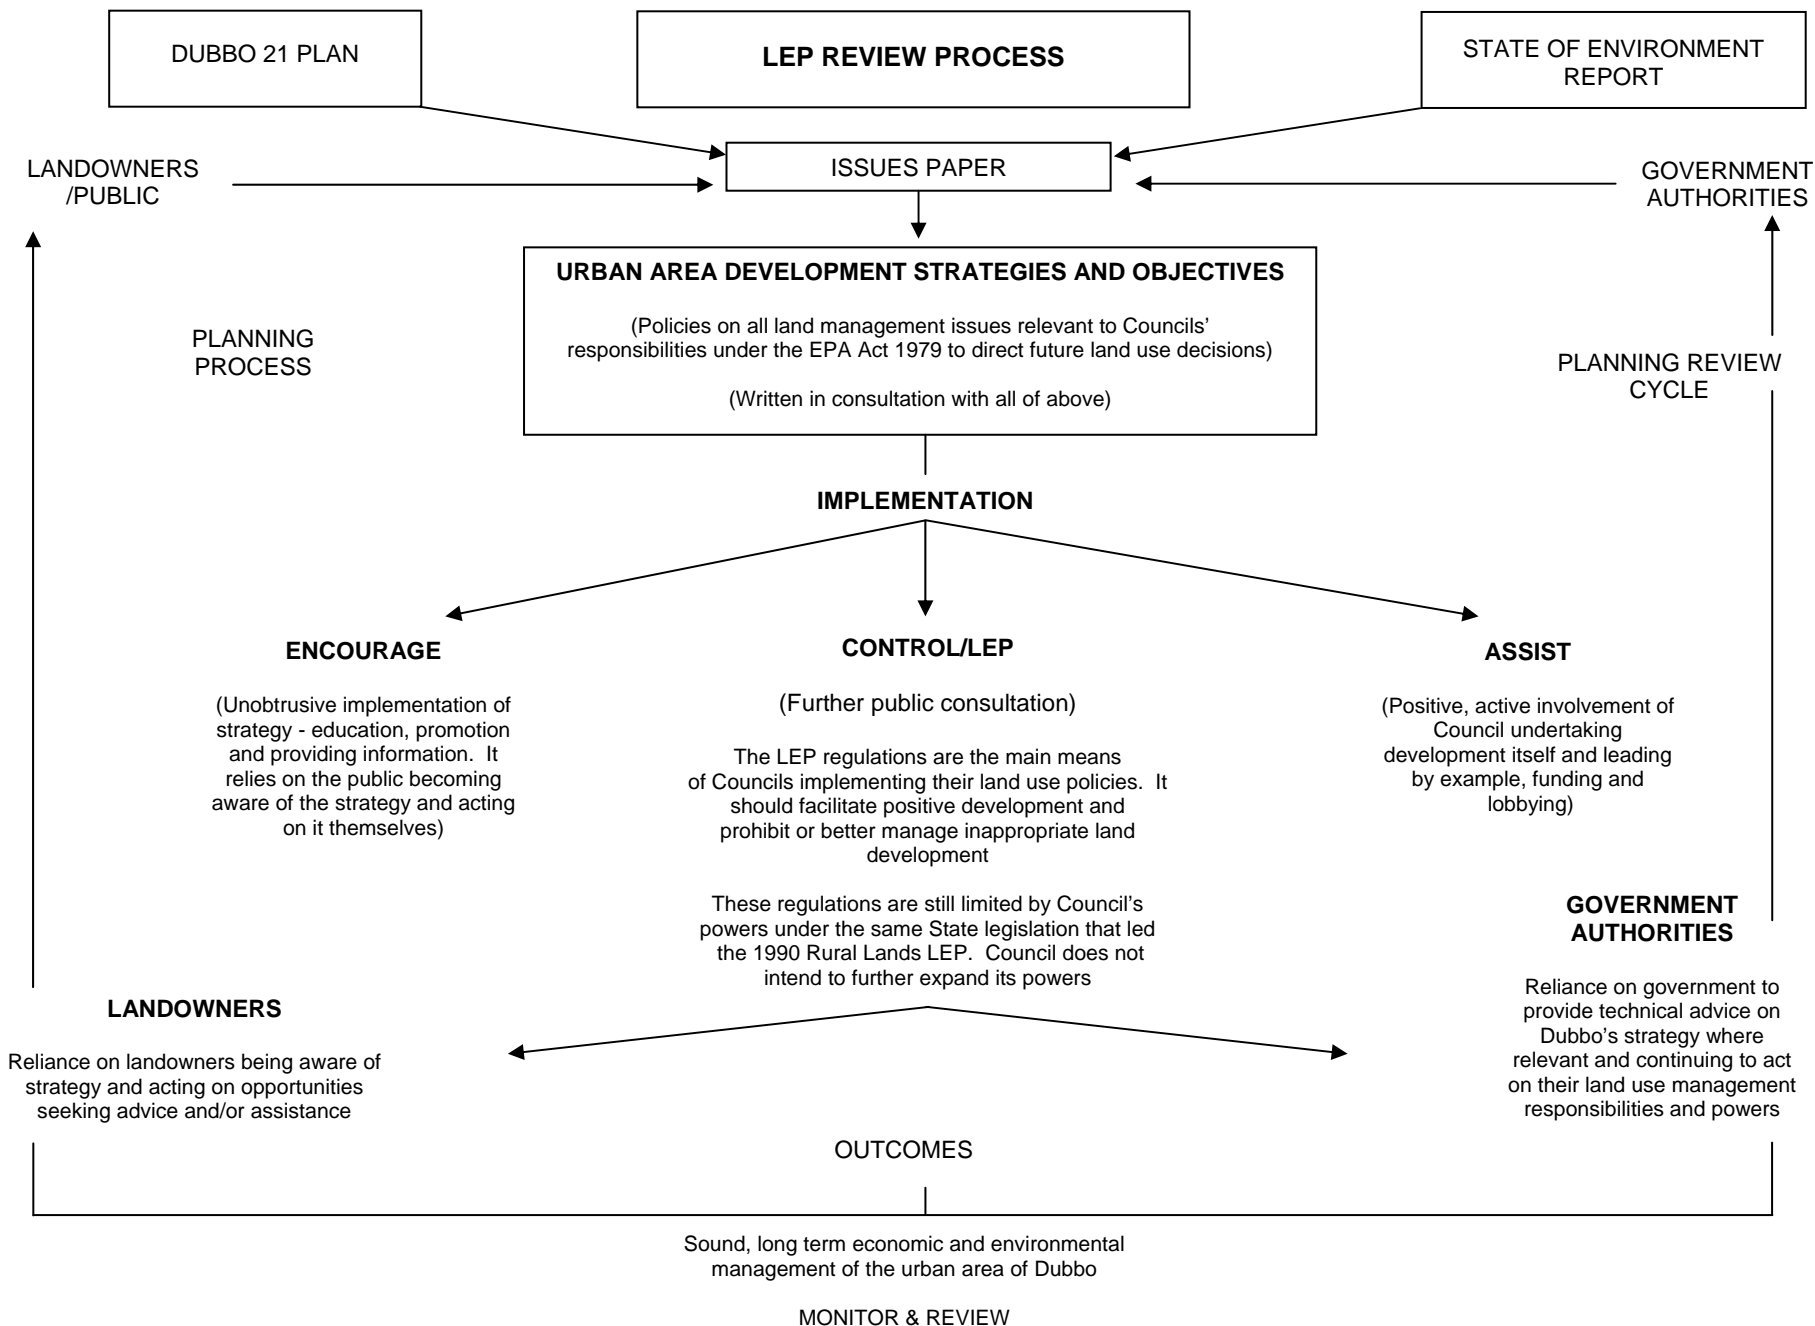 DUBBO 21 PLAN
LEP REVIEW PROCESS
STATE OF ENVIRONMENT
REPORT
LANDOWNERS
/PUBLIC
ISSUES PAPER
GOVERNMENT
AUTHORITIES
URBAN AREA DEVELOPMENT STRATEGIES AND OBJECTIVES
(Policies on all land management issues relevant to Councils’
responsibilities under the EPA Act 1979 to direct future land use decisions)
(Written in consultation with all of above)
PLANNING
PROCESS
PLANNING REVIEW
CYCLE
IMPLEMENTATION
ENCOURAGE
(Unobtrusive implementation of
strategy - education, promotion
and providing information. It
relies on the public becoming
aware of the strategy and acting
on it themselves)
CONTROL/LEP
(Further public consultation)
The LEP regulations are the main means
of Councils implementing their land use policies. It
should facilitate positive development and
prohibit or better manage inappropriate land
development
These regulations are still limited by Council’s
powers under the same State legislation that led
the 1990 Rural Lands LEP. Council does not
intend to further expand its powers
ASSIST
(Positive, active involvement of
Council undertaking
development itself and leading
by example, funding and
lobbying)
LANDOWNERS
Reliance on landowners being aware of
strategy and acting on opportunities
seeking advice and/or assistance
GOVERNMENT
AUTHORITIES
Reliance on government to
provide technical advice on
Dubbo’s strategy where
relevant and continuing to act
on their land use management
responsibilities and powers
OUTCOMES
Sound, long term economic and environmental
management of the urban area of Dubbo
MONITOR & REVIEW